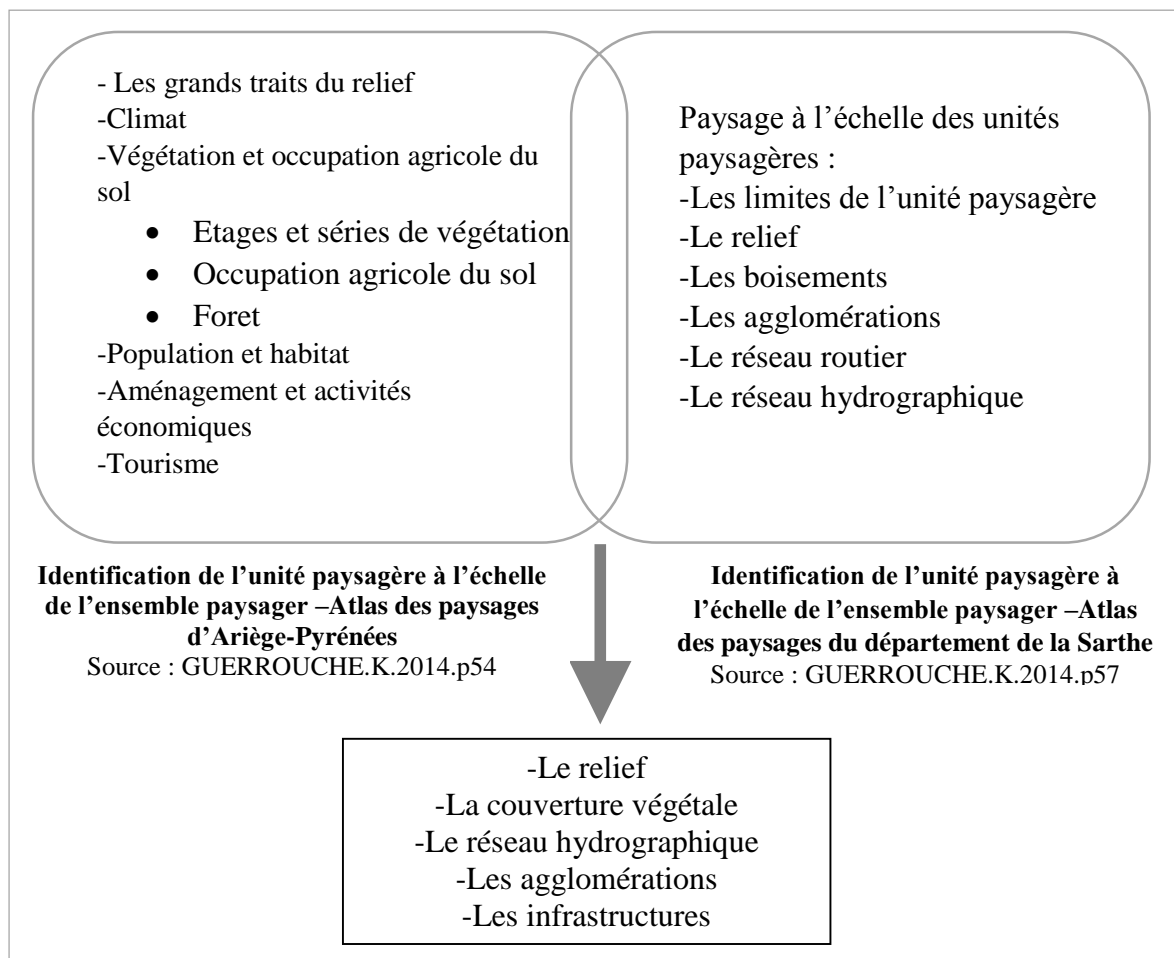 - Les grands traits du relief
-Climat
-Végétation et occupation agricole du
sol
• Etages et séries de végétation
• Occupation agricole du sol
• Foret
-Population et habitat
-Aménagement et activités
économiques
-Tourisme
Paysage à l’échelle des unités
paysagères :
-Les limites de l’unité paysagère
-Le relief
-Les boisements
-Les agglomérations
-Le réseau routier
-Le réseau hydrographique
Identification de l’unité paysagère à l’échelle
de l’ensemble paysager –Atlas des paysages
d’Ariège-Pyrénées
Source : GUERROUCHE.K.2014.p54
Identification de l’unité paysagère à
l’échelle de l’ensemble paysager –Atlas
des paysages du département de la Sarthe
Source : GUERROUCHE.K.2014.p57
-Le relief
-La couverture végétale
-Le réseau hydrographique
-Les agglomérations
-Les infrastructures